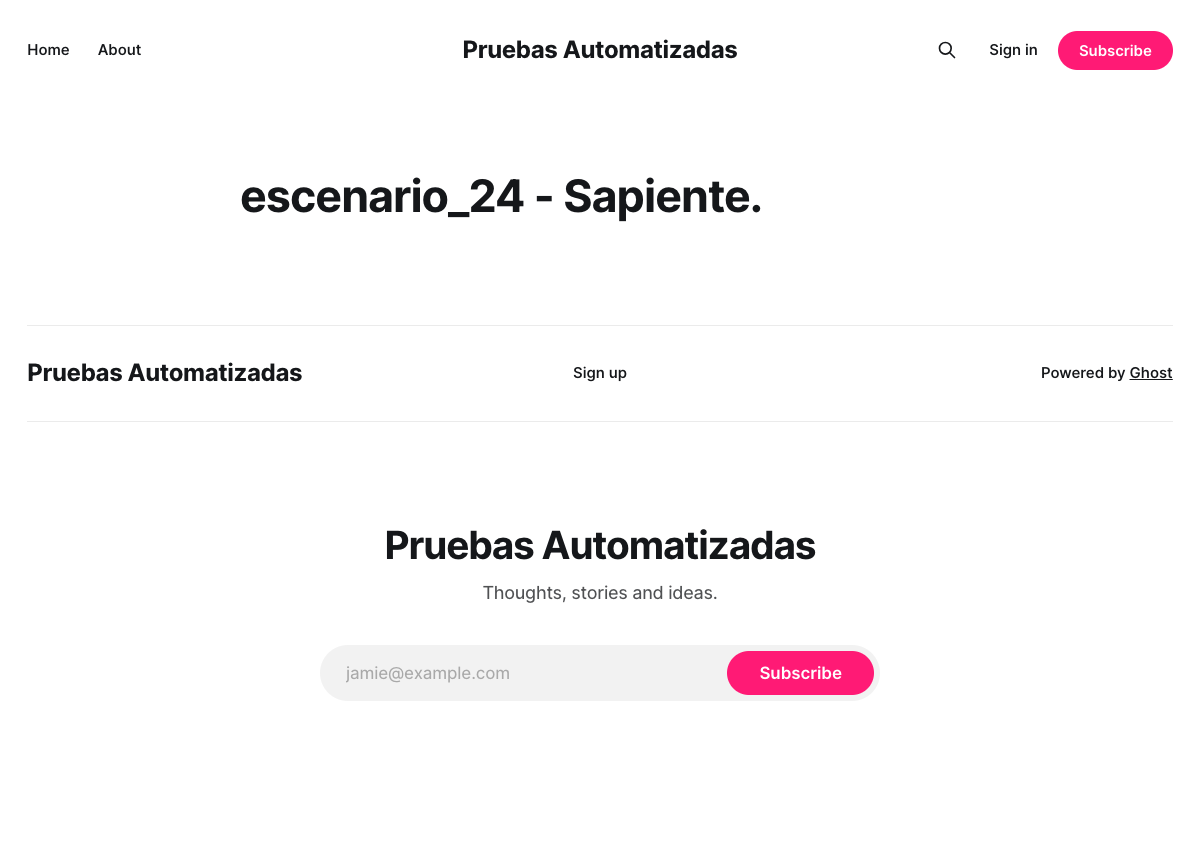 Home About Pruebas Automatizadas Sign in Subscribe
escenario_24 - Sapiente.
Pruebas Automatizadas Sign up Powered by Ghost
Pruebas Automatizadas
Thoughts, stories and ideas.
jamie@example.com Subscribe